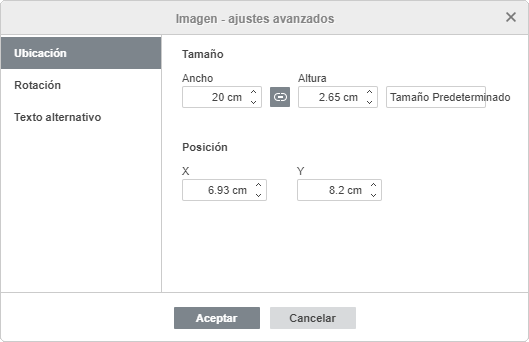 Imagen - ajustes avanzados
Ubicación
Rotación
Texto alternativo
Tamaño
Ancho Altura
20 cm 2.65 cm Tamaño Predeterminado
Posición
X Y
6.93 cm 8.2 cm
Aceptar Cancelar